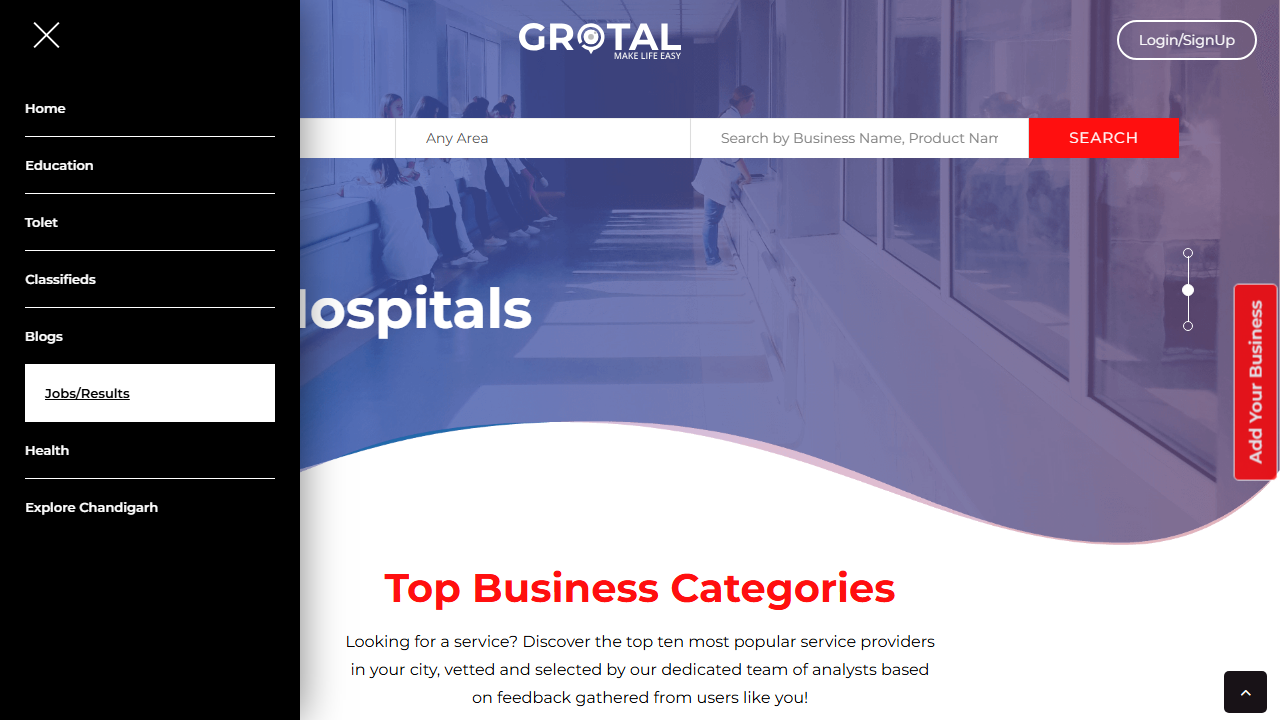 GROTAL
MAKE LIFE EASY
Login/SignUp
Home
Education
Tolet
Classifieds
Blogs
Jobs/Results
Health
Explore Chandigarh
Any Area
Search by Business Name, Product Nam
SEARCH
ospitals
Add Your Business
Top Business Categories
Looking for a service? Discover the top ten most popular service providers
in your city, vetted and selected by our dedicated team of analysts based
on feedback gathered from users like you!